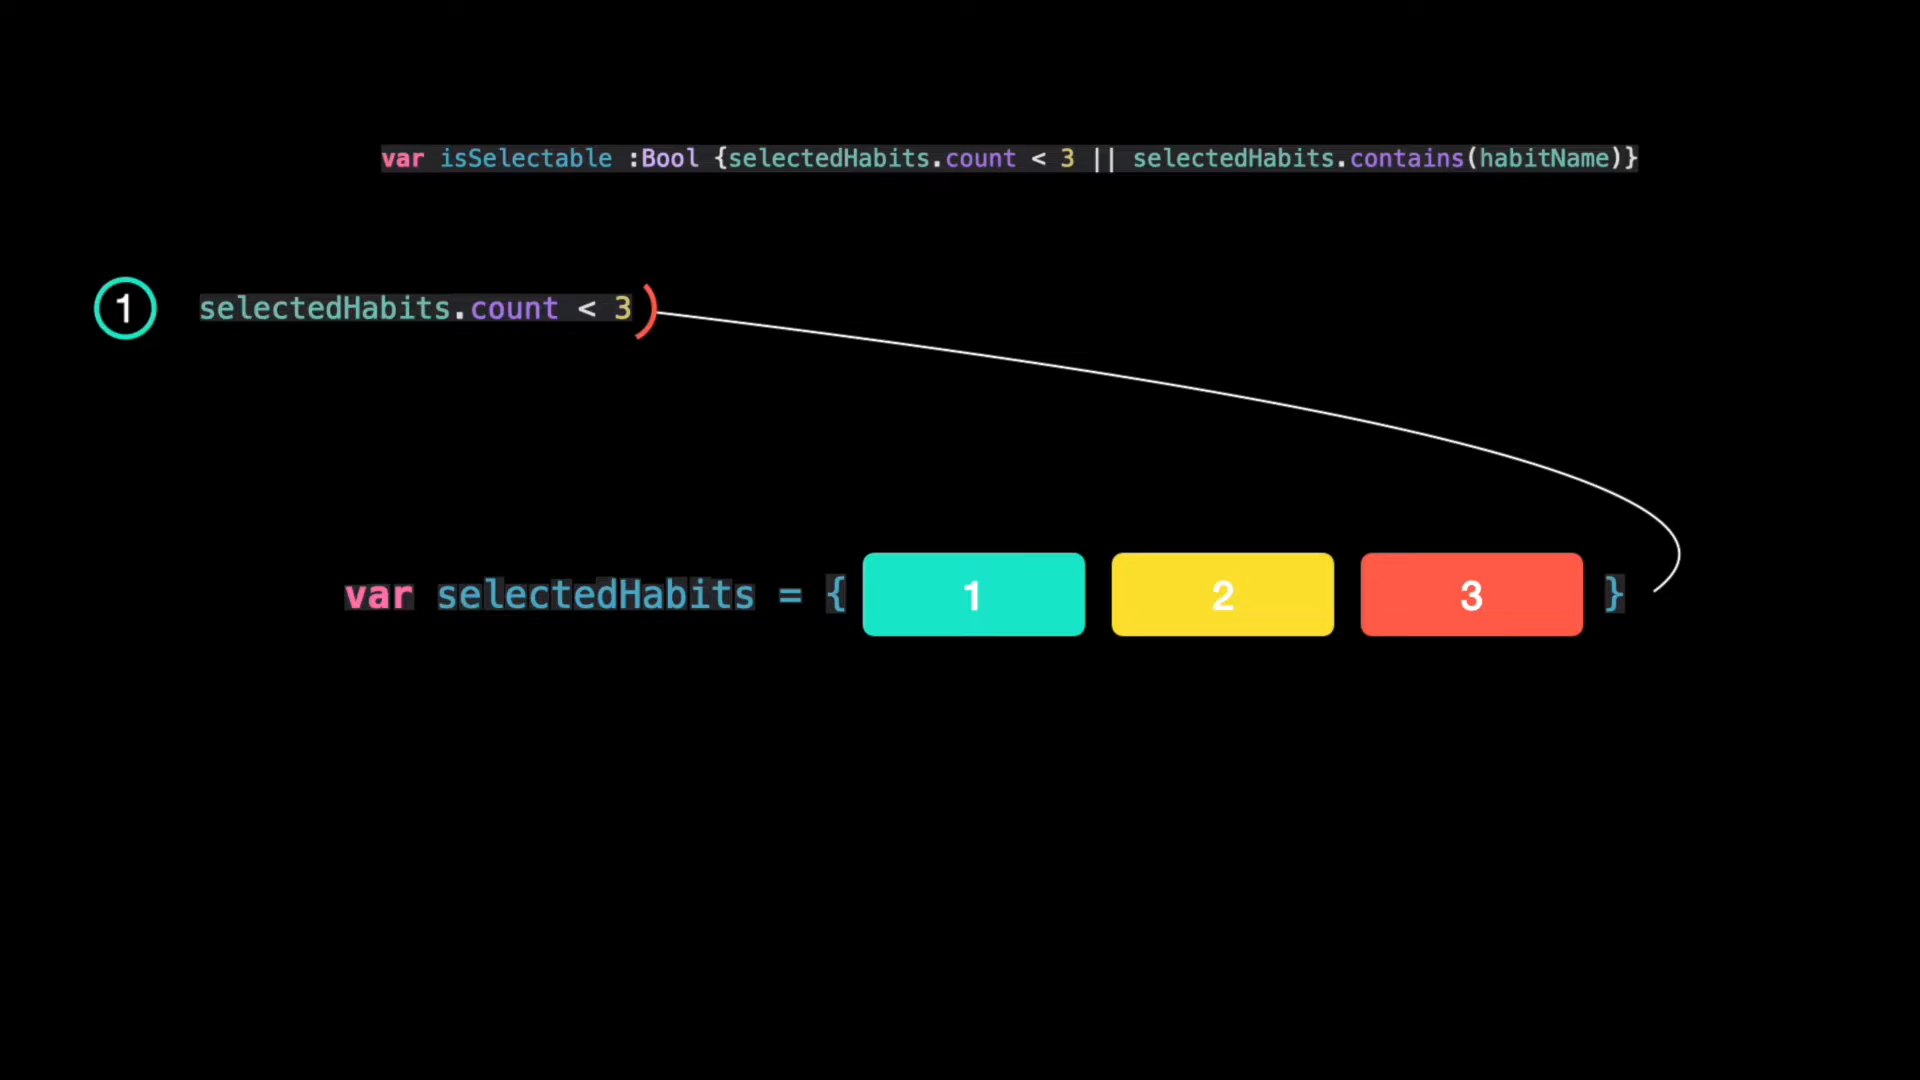 var isSelectable :Bool {selectedHabits.count < 3 || selectedHabits.contains(habitName)}
1 selectedHabits.count < 3
var selectedHabits = { 1 2 3 }